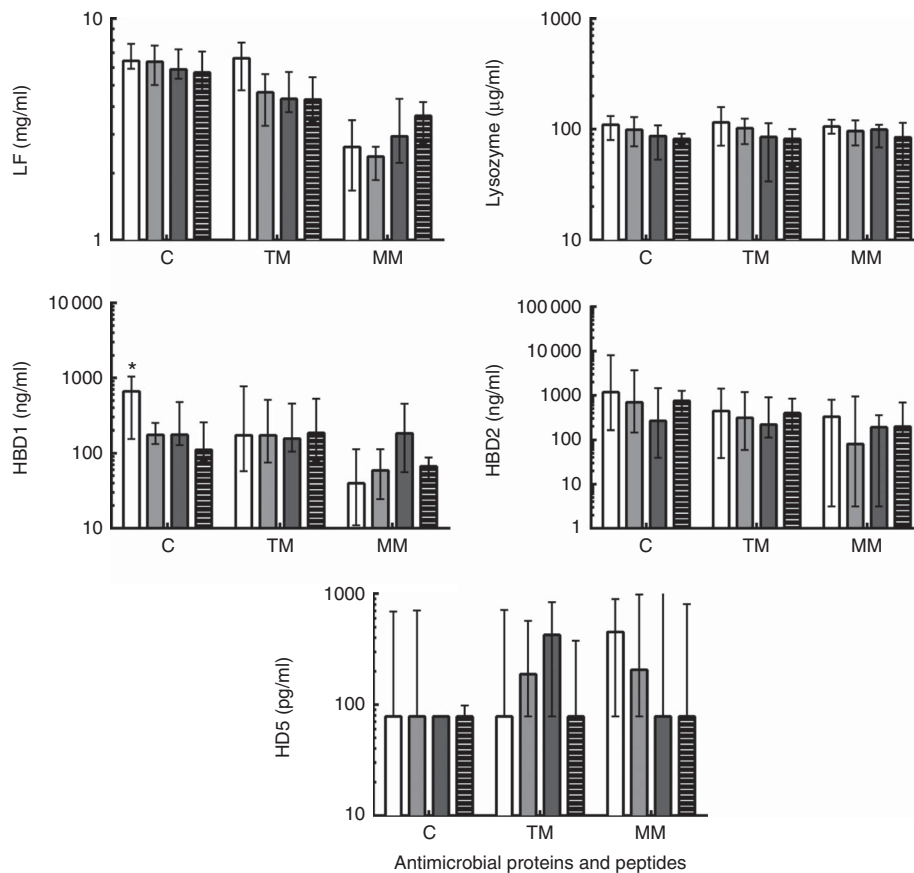 10
LF (mg/ml)
1
C TM MM
1000
Lysozyme (µg/ml)
100
10
C TM MM
10 000
*
1000
HBD1 (ng/ml)
100
10
C TM MM
100 000
10 000
1000
HBD2 (ng/ml)
100
10
1
C TM MM
1000
HD5 (pg/ml)
100
10
C TM MM
Antimicrobial proteins and peptides